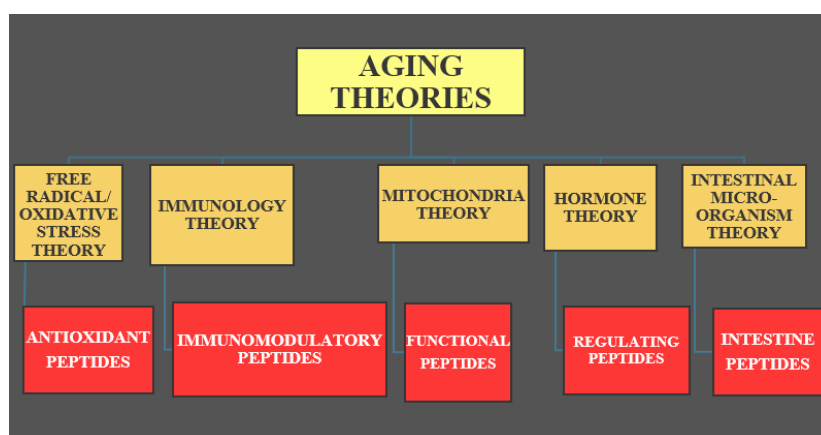 AGING
THEORIES
FREE
RADICAL/
OXIDATIVE
STRESS
THEORY
IMMUNOLOGY
THEORY
MITOCHONDRIA
THEORY
HORMONE
THEORY
INTESTINAL
MICRO-
ORGANISM
THEORY
ANTIOXIDANT
PEPTIDES
IMMUNOMODULATORY
PEPTIDES
FUNCTIONAL
PEPTIDES
REGULATING
PEPTIDES
INTESTINE
PEPTIDES